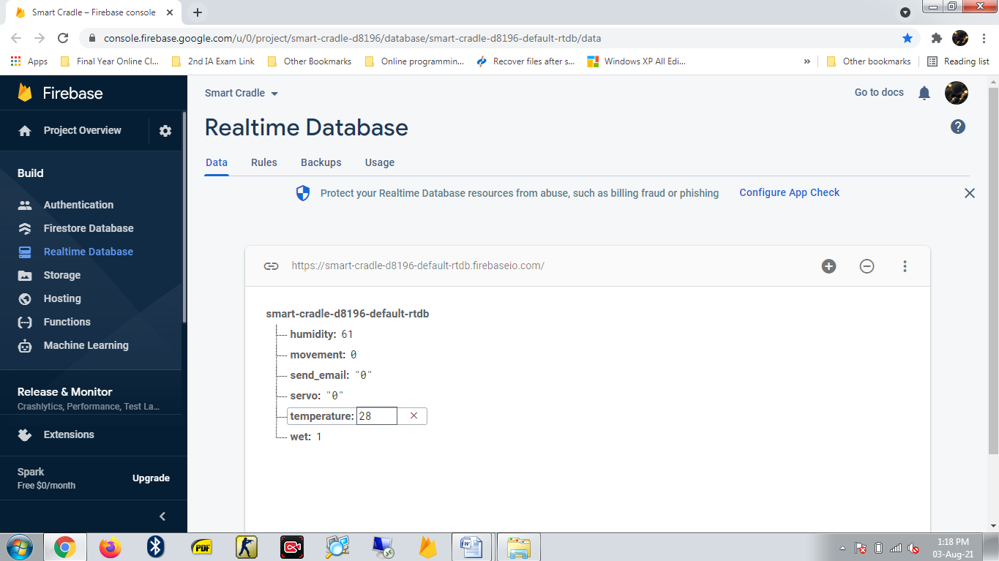 Smart Cradle – Firebase console
console.firebase.google.com/u/0/project/smart-cradle-d8196/database/smart-cradle-d8196-default-rtdb/data
Apps Final Year Online Cl... 2nd IA Exam Link Other Bookmarks Online programmin... Recover files after s... Windows XP All Edi... » Other bookmarks Reading list
Firebase
Smart Cradle
Go to docs
Project Overview
Realtime Database
Data Rules Backups Usage
Build
Protect your Realtime Database resources from abuse, such as billing fraud or phishing Configure App Check
Authentication
Firestore Database
Realtime Database
Storage
Hosting
Functions
Machine Learning
Release & Monitor
Crashlytics, Performance, Test La...
Extensions
Spark
Free $0/month
Upgrade
https://smart-cradle-d8196-default-rtdb.firebaseio.com/
smart-cradle-d8196-default-rtdb
humidity: 61
movement: 0
send_email: "0"
servo: "0"
temperature: 28
wet: 1
PDF
1:18 PM
03-Aug-21